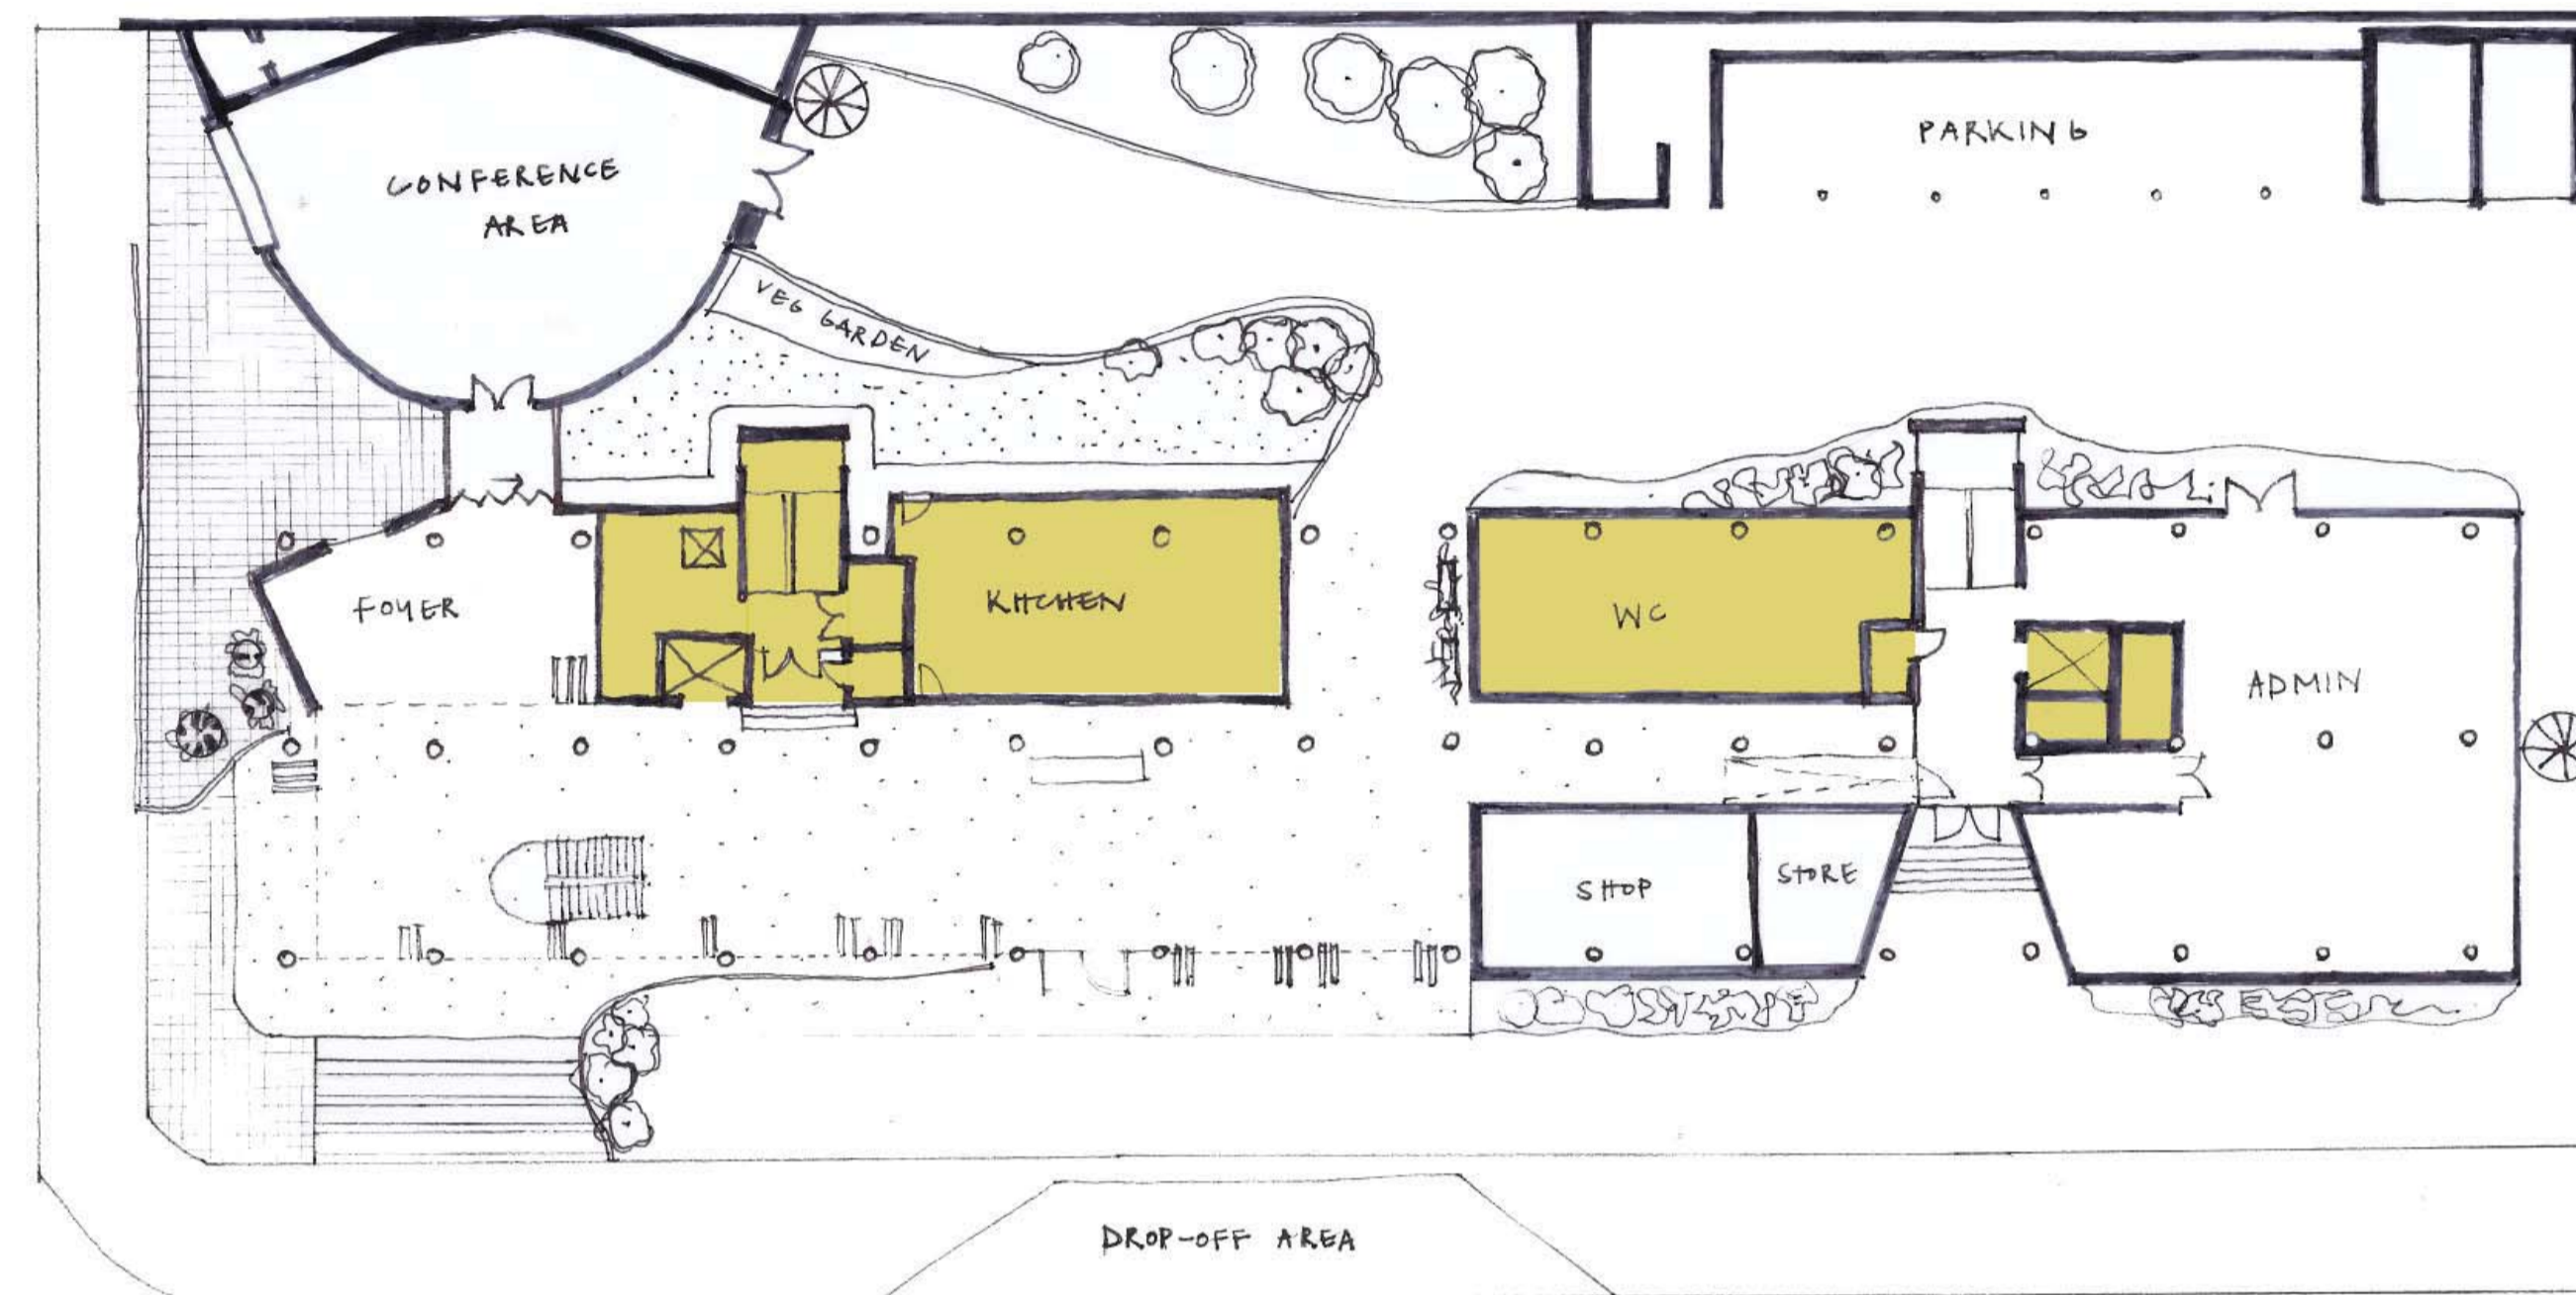 CONFERENCE
AREA
PARKING
VEG GARDEN
FOYER
KITCHEN
WC
ADMIN
SHOP
STORE
DROP-OFF AREA